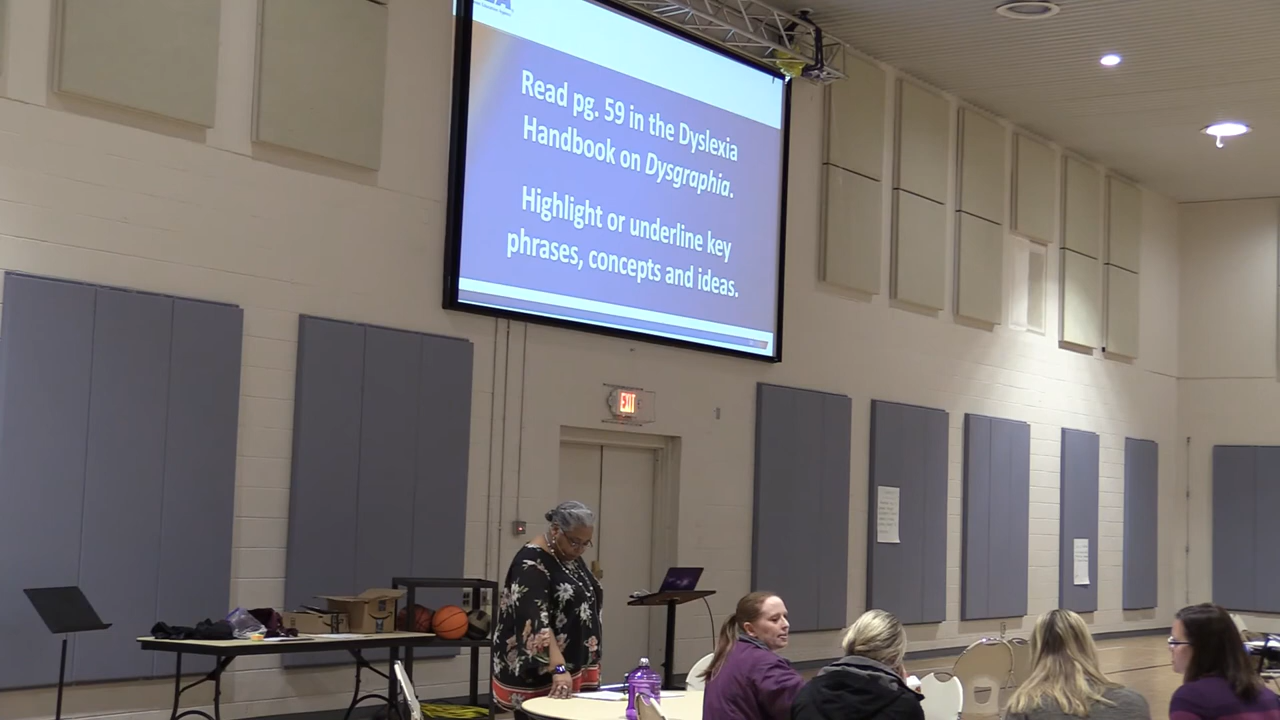 Read pg. 59 in the Dyslexia
Handbook on Dysgraphia.
Highlight or underline key
phrases, concepts and ideas.
EXIT